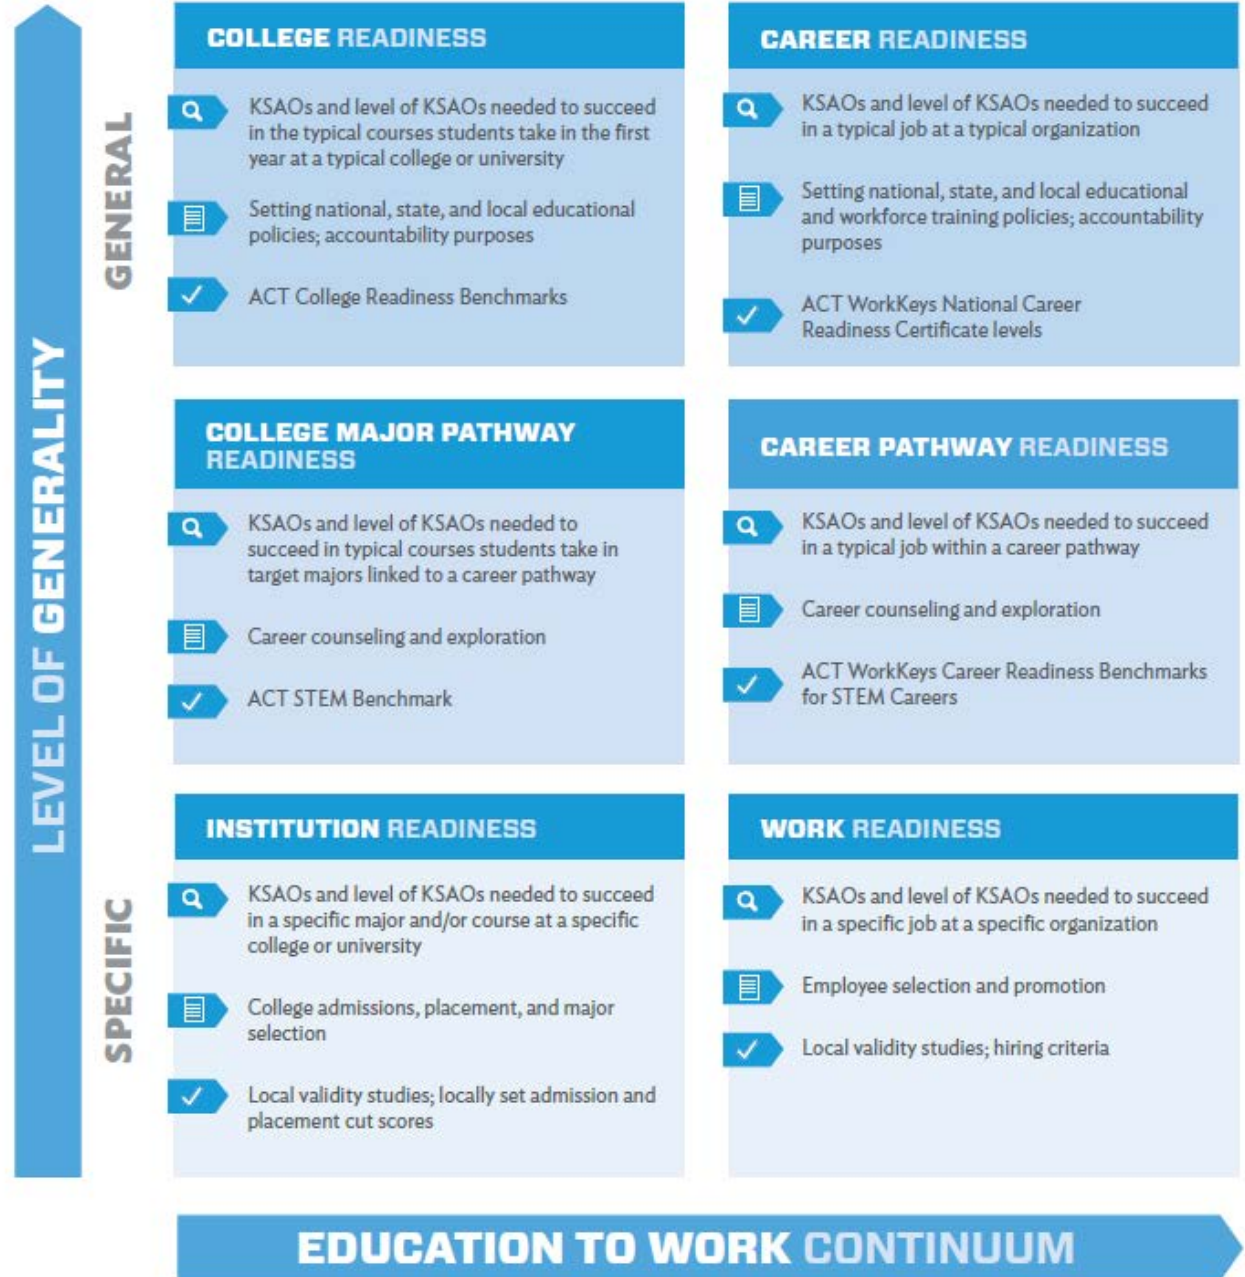 LEVEL OF GENERALITY
GENERAL
COLLEGE READINESS
KSAOs and level of KSAOs needed to succeed
in the typical courses students take in the first
year at a typical college or university
Setting national, state, and local educational
policies; accountability purposes
ACT College Readiness Benchmarks
CAREER READINESS
KSAOs and level of KSAOs needed to succeed
in a typical job at a typical organization
Setting national, state, and local educational
and workforce training policies; accountability
purposes
ACT WorkKeys National Career
Readiness Certificate levels
COLLEGE MAJOR PATHWAY
READINESS
KSAOs and level of KSAOs needed to
succeed in typical courses students take in
target majors linked to a career pathway
Career counseling and exploration
ACT STEM Benchmark
CAREER PATHWAY READINESS
KSAOs and level of KSAOs needed to succeed
in a typical job within a career pathway
Career counseling and exploration
ACT WorkKeys Career Readiness Benchmarks
for STEM Careers
SPECIFIC
INSTITUTION READINESS
KSAOs and level of KSAOs needed to succeed
in a specific major and/or course at a specific
college or university
College admissions, placement, and major
selection
Local validity studies; locally set admission and
placement cut scores
WORK READINESS
KSAOs and level of KSAOs needed to succeed
in a specific job at a specific organization
Employee selection and promotion
Local validity studies; hiring criteria
EDUCATION TO WORK CONTINUUM